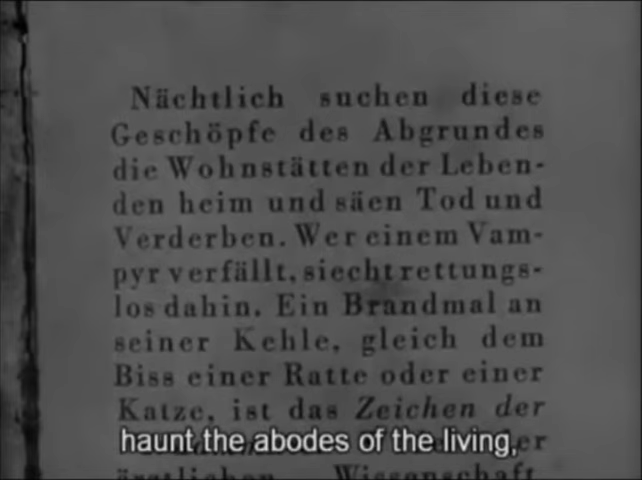 Nächtlich suchen diese
Geschöpfe des Abgrundes
die Wohnstätten der Leben-
den heim und säen Tod und
Verderben. Wer einem Vam-
pyr verfällt, siecht rettungs-
los dahin. Ein Brandmal an
seiner Kehle, gleich dem
Biss einer Ratte oder einer
Katze, ist das Zeichen der
haunt the abodes of the living,
ärztlichen Wissenschaft